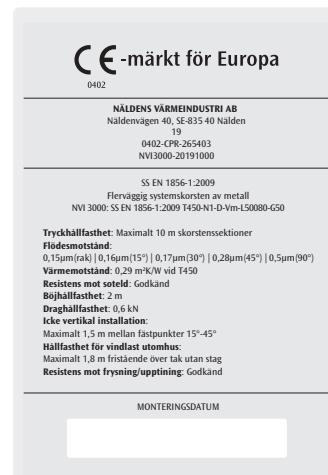 CE-märkt för Europa
0402
NÄLDENS VÄRMEINDUSTRI AB
Näldenvägen 40, SE-835 40 Nälden
19
0402-CPR-265403
NVI3000-20191000
SS EN 1856-1:2009
Flerväggig systemskorsten av metall
NVI 3000: SS EN 1856-1:2009 T450-N1-D-Vm-L50080-G50
Tryckhållfasthet: Maximalt 10 m skorstenssektioner
Flödesmotstånd:
0,15µm(rak) | 0,16µm(15°) | 0,17µm(30°) | 0,28µm(45°) | 0,5µm(90°)
Värmemotstånd: 0,29 m²K/W vid T450
Resistens mot soteld: Godkänd
Böjhållfasthet: 2 m
Draghållfasthet: 0,6 kN
Icke vertikal installation:
Maximalt 1,5 m mellan fästpunkter 15°-45°
Hållfasthet för vindlast utomhus:
Maximalt 1,8 m fristående över tak utan stag
Resistens mot frysning/upptining: Godkänd
MONTERINGSDATUM